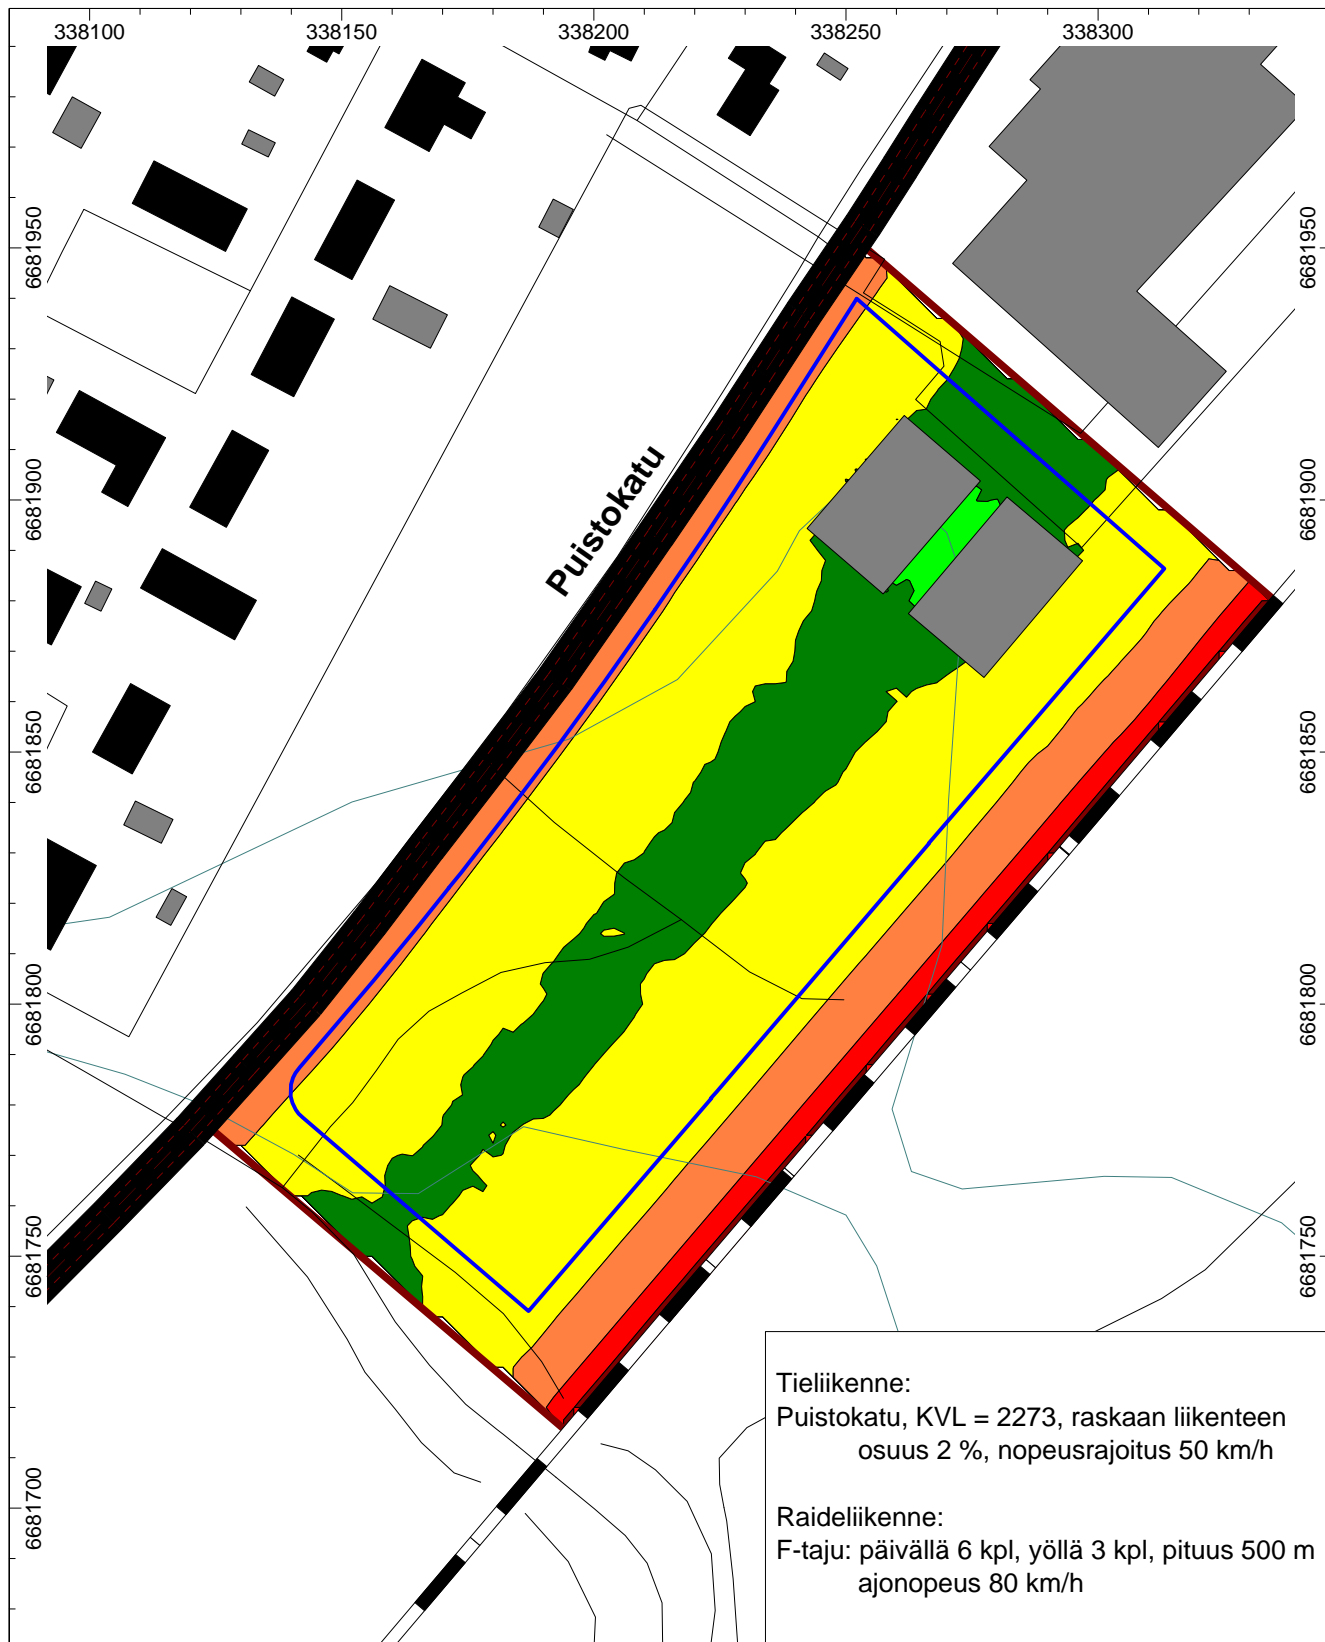 338100 338150 338200 338250 338300
6681950 6681950
6681900 6681900
Puistokatu
6681850 6681850
6681800 6681800
6681750 6681750
6681700
Tieliikenne:
Puistokatu, KVL = 2273, raskaan liikenteen
osuus 2 %, nopeusrajoitus 50 km/h
Raideliikenne:
F-taju: päivällä 6 kpl, yöllä 3 kpl, pituus 500 m
ajonopeus 80 km/h